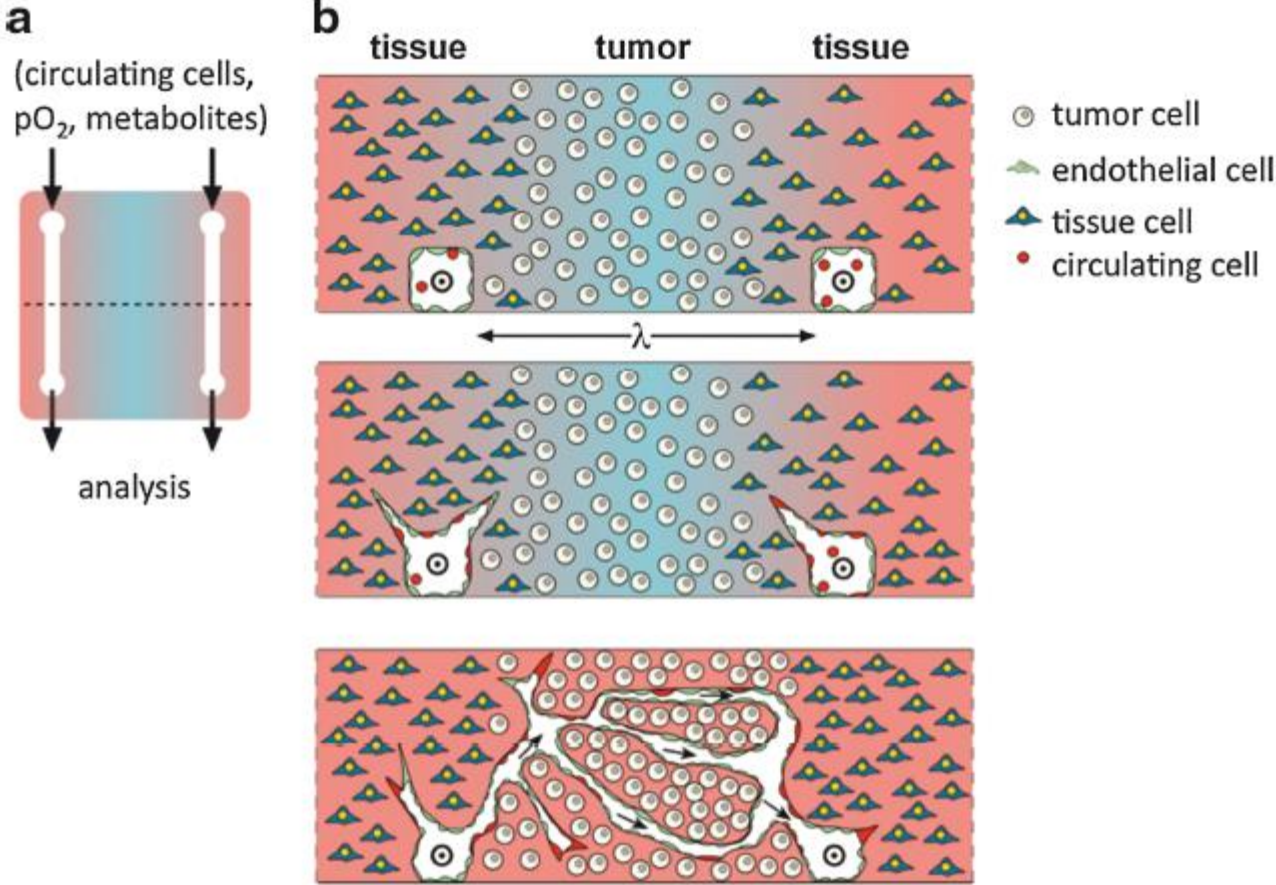 a
(circulating cells,
pO₂, metabolites)
analysis
b
tissue tumor tissue
λ
tumor cell
endothelial cell
tissue cell
circulating cell